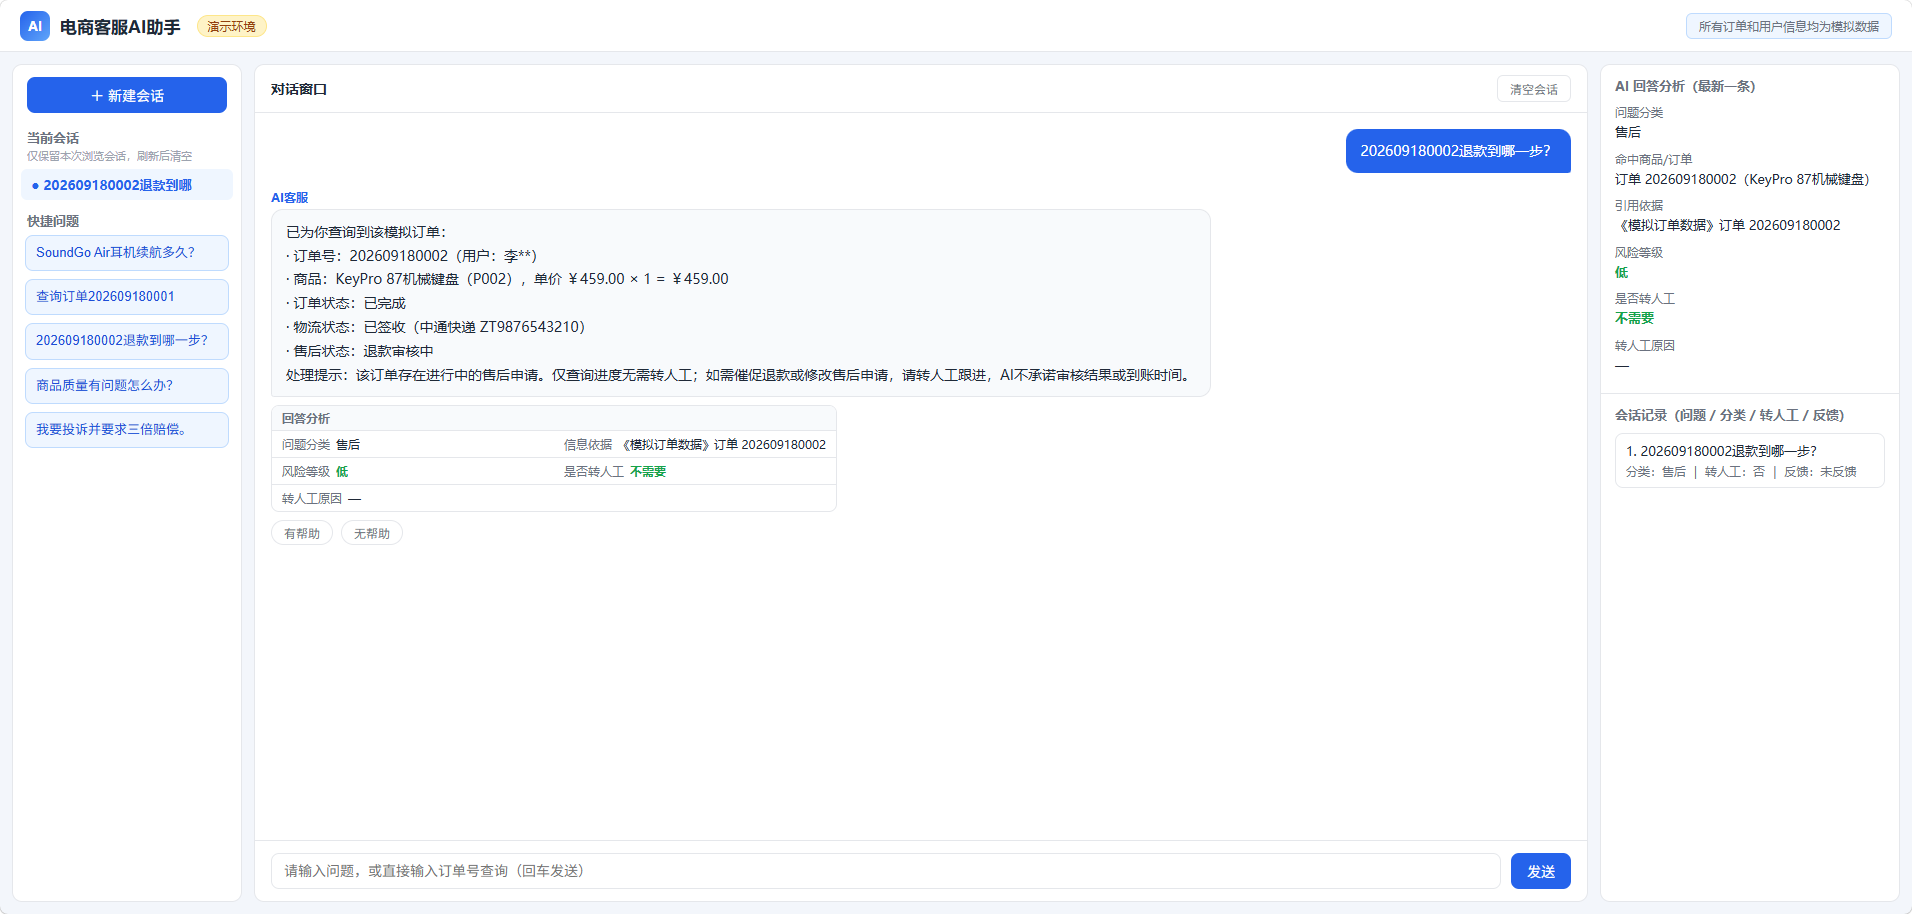 AI 电商客服AI助手 演示环境 所有订单和用户信息均为模拟数据
+ 新建会话
当前会话
仅保留本次浏览会话，刷新后清空
• 202609180002退款到哪
快捷问题
SoundGo Air耳机续航多久？
查询订单202609180001
202609180002退款到哪一步？
商品质量有问题怎么办？
我要投诉并要求三倍赔偿。
对话窗口 清空会话
202609180002退款到哪一步？
AI客服
已为你查询到该模拟订单：
· 订单号：202609180002（用户：李**）
· 商品：KeyPro 87机械键盘（P002），单价 ￥459.00 × 1 = ￥459.00
· 订单状态：已完成
· 物流状态：已签收（中通快递 ZT9876543210）
· 售后状态：退款审核中
处理提示：该订单存在进行中的售后申请。仅查询进度无需转人工；如需催促退款或修改售后申请，请转人工跟进，AI不承诺审核结果或到账时间。
回答分析
问题分类 售后 信息依据 《模拟订单数据》订单 202609180002
风险等级 低 是否转人工 不需要
转人工原因 —
有帮助 无帮助
请输入问题，或直接输入订单号查询（回车发送） 发送
AI 回答分析（最新一条）
问题分类
售后
命中商品/订单
订单 202609180002（KeyPro 87机械键盘）
引用依据
《模拟订单数据》订单 202609180002
风险等级
低
是否转人工
不需要
转人工原因
—
会话记录（问题 / 分类 / 转人工 / 反馈）
1. 202609180002退款到哪一步？
分类：售后 | 转人工：否 | 反馈：未反馈